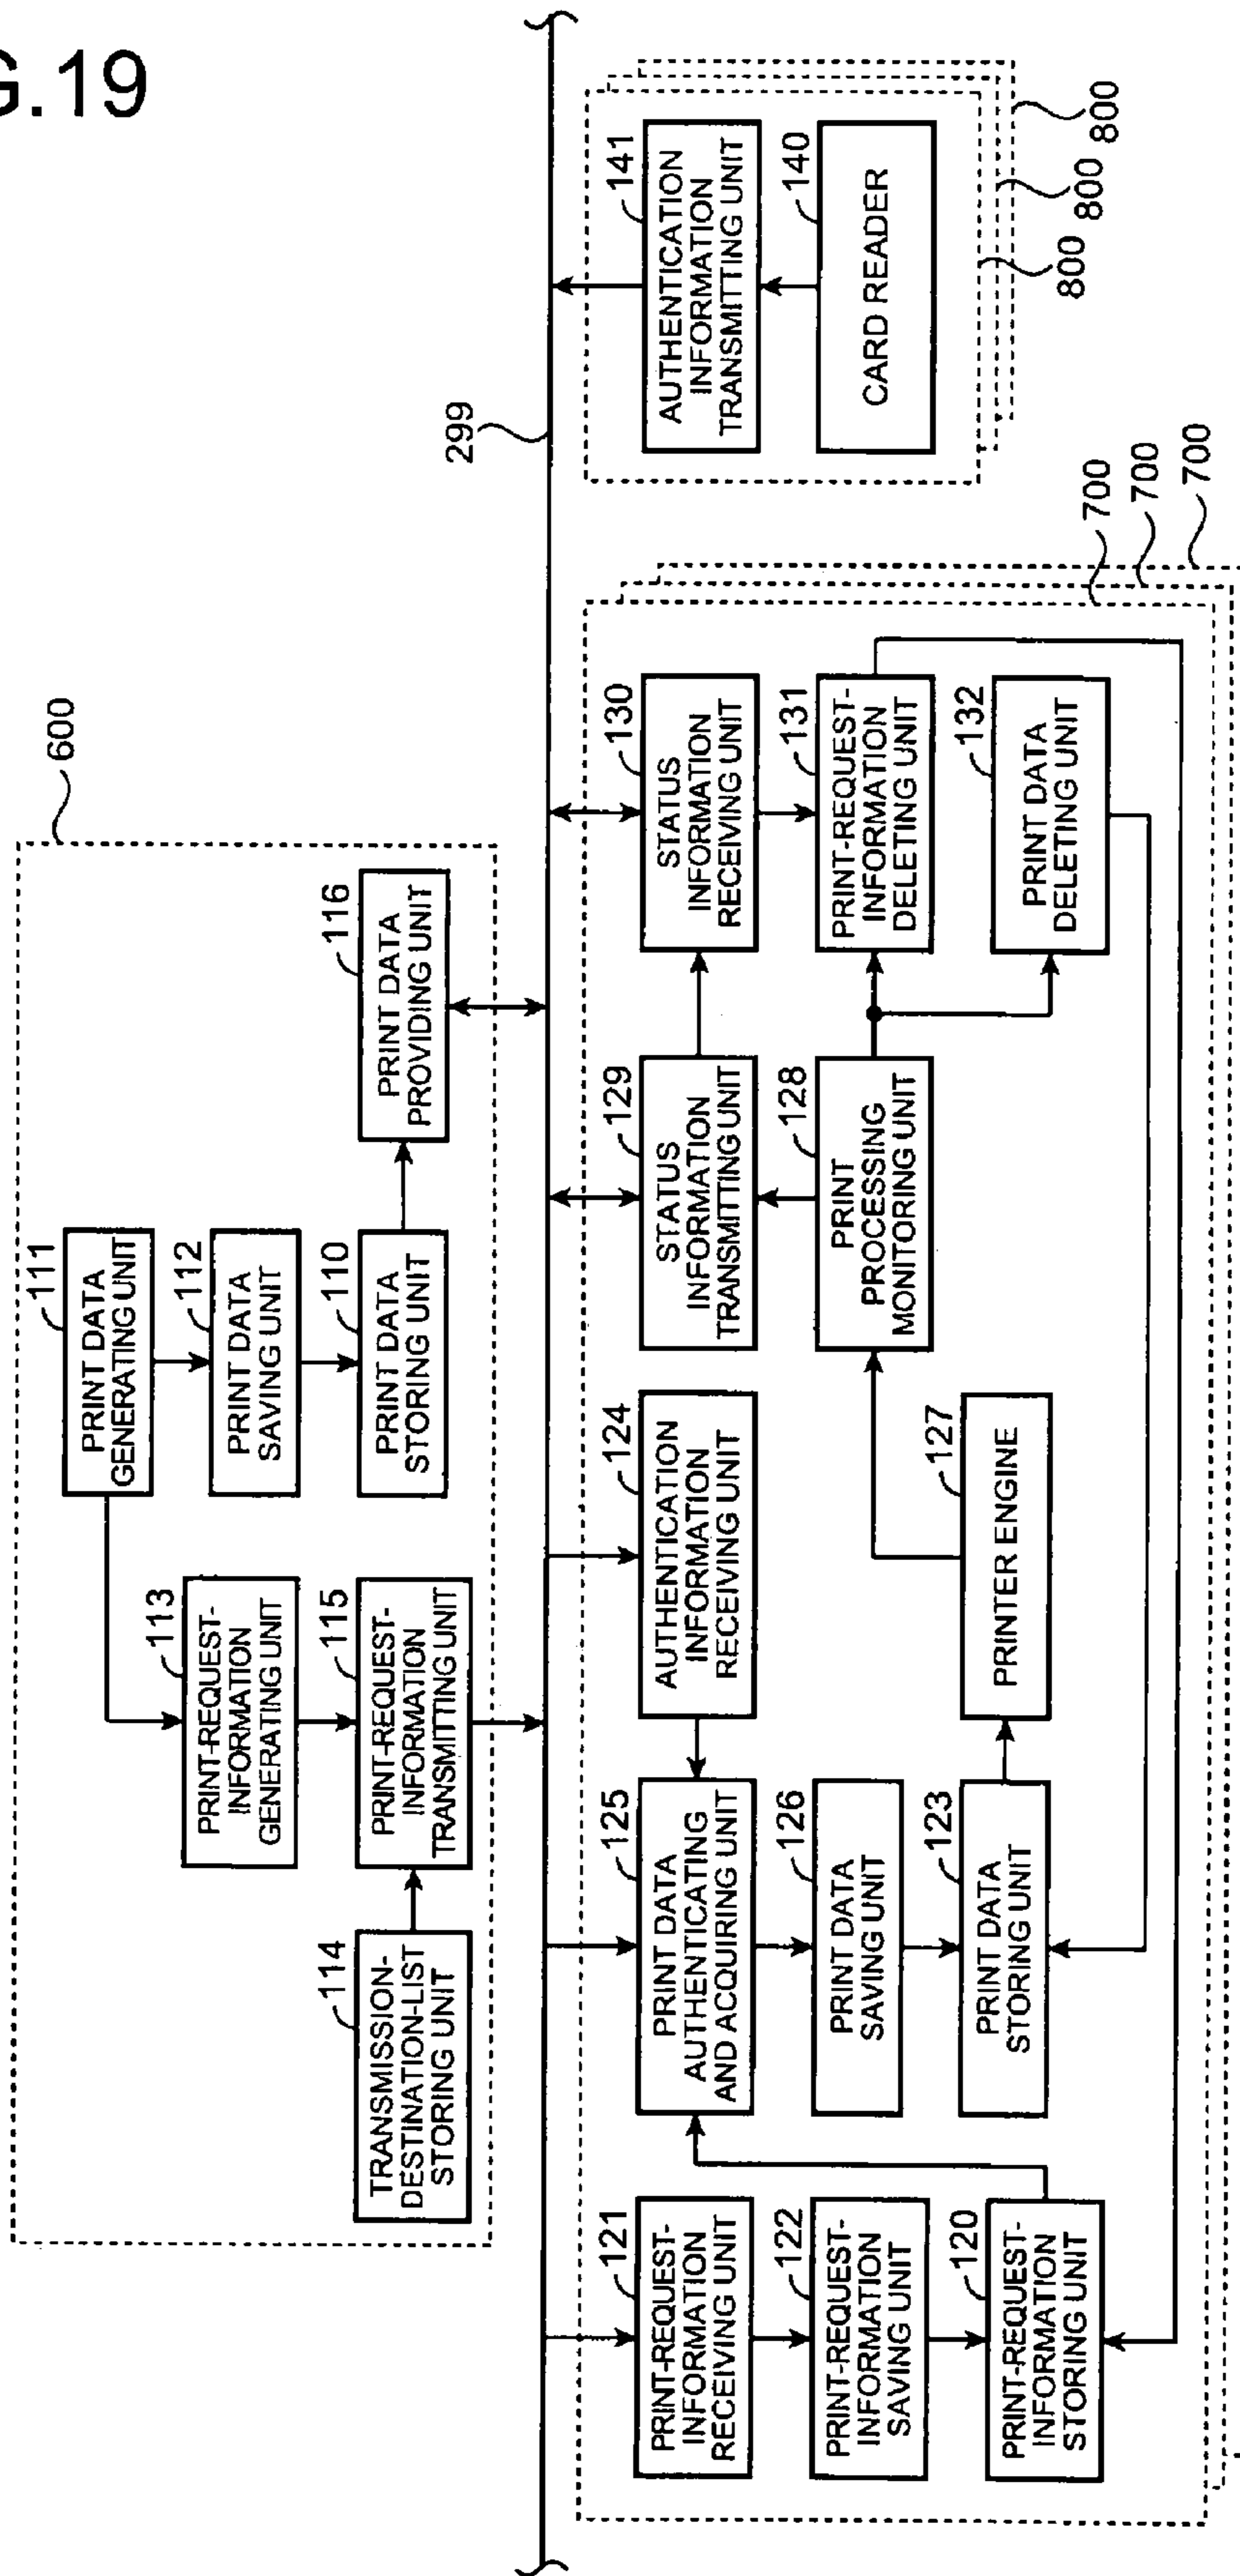 G.19
600
111
PRINT DATA
GENERATING UNIT
112
PRINT DATA
SAVING UNIT
113
PRINT-REQUEST-
INFORMATION
GENERATING UNIT
114
TRANSMISSION-
DESTINATION-LIST
STORING UNIT
115
PRINT-REQUEST-
INFORMATION
TRANSMITTING UNIT
110
PRINT DATA
STORING UNIT
116
PRINT DATA
PROVIDING UNIT
299
121
PRINT-REQUEST-
INFORMATION
RECEIVING UNIT
125
PRINT DATA
AUTHENTICATING
AND ACQUIRING UNIT
124
AUTHENTICATION
INFORMATION
RECEIVING UNIT
129
STATUS
INFORMATION
TRANSMITTING UNIT
130
STATUS
INFORMATION
RECEIVING UNIT
122
PRINT-REQUEST-
INFORMATION
SAVING UNIT
126
PRINT DATA
SAVING UNIT
128
PRINT
PROCESSING
MONITORING UNIT
131
PRINT-REQUEST-
INFORMATION
DELETING UNIT
120
PRINT-REQUEST-
INFORMATION
STORING UNIT
123
PRINT DATA
STORING UNIT
127
PRINTER ENGINE
132
PRINT DATA
DELETING UNIT
700
700
700
141
AUTHENTICATION
INFORMATION
TRANSMITTING UNIT
140
CARD READER
800
800
800